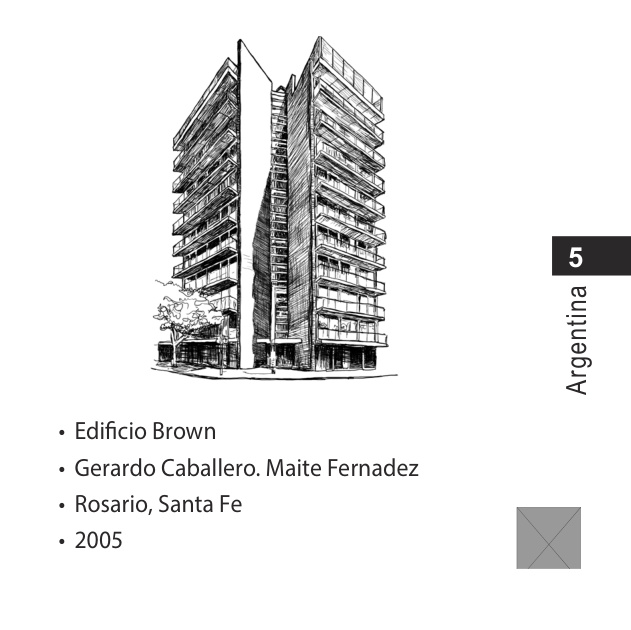 5
Argentina
• Edificio Brown
• Gerardo Caballero. Maite Fernadez
• Rosario, Santa Fe
• 2005